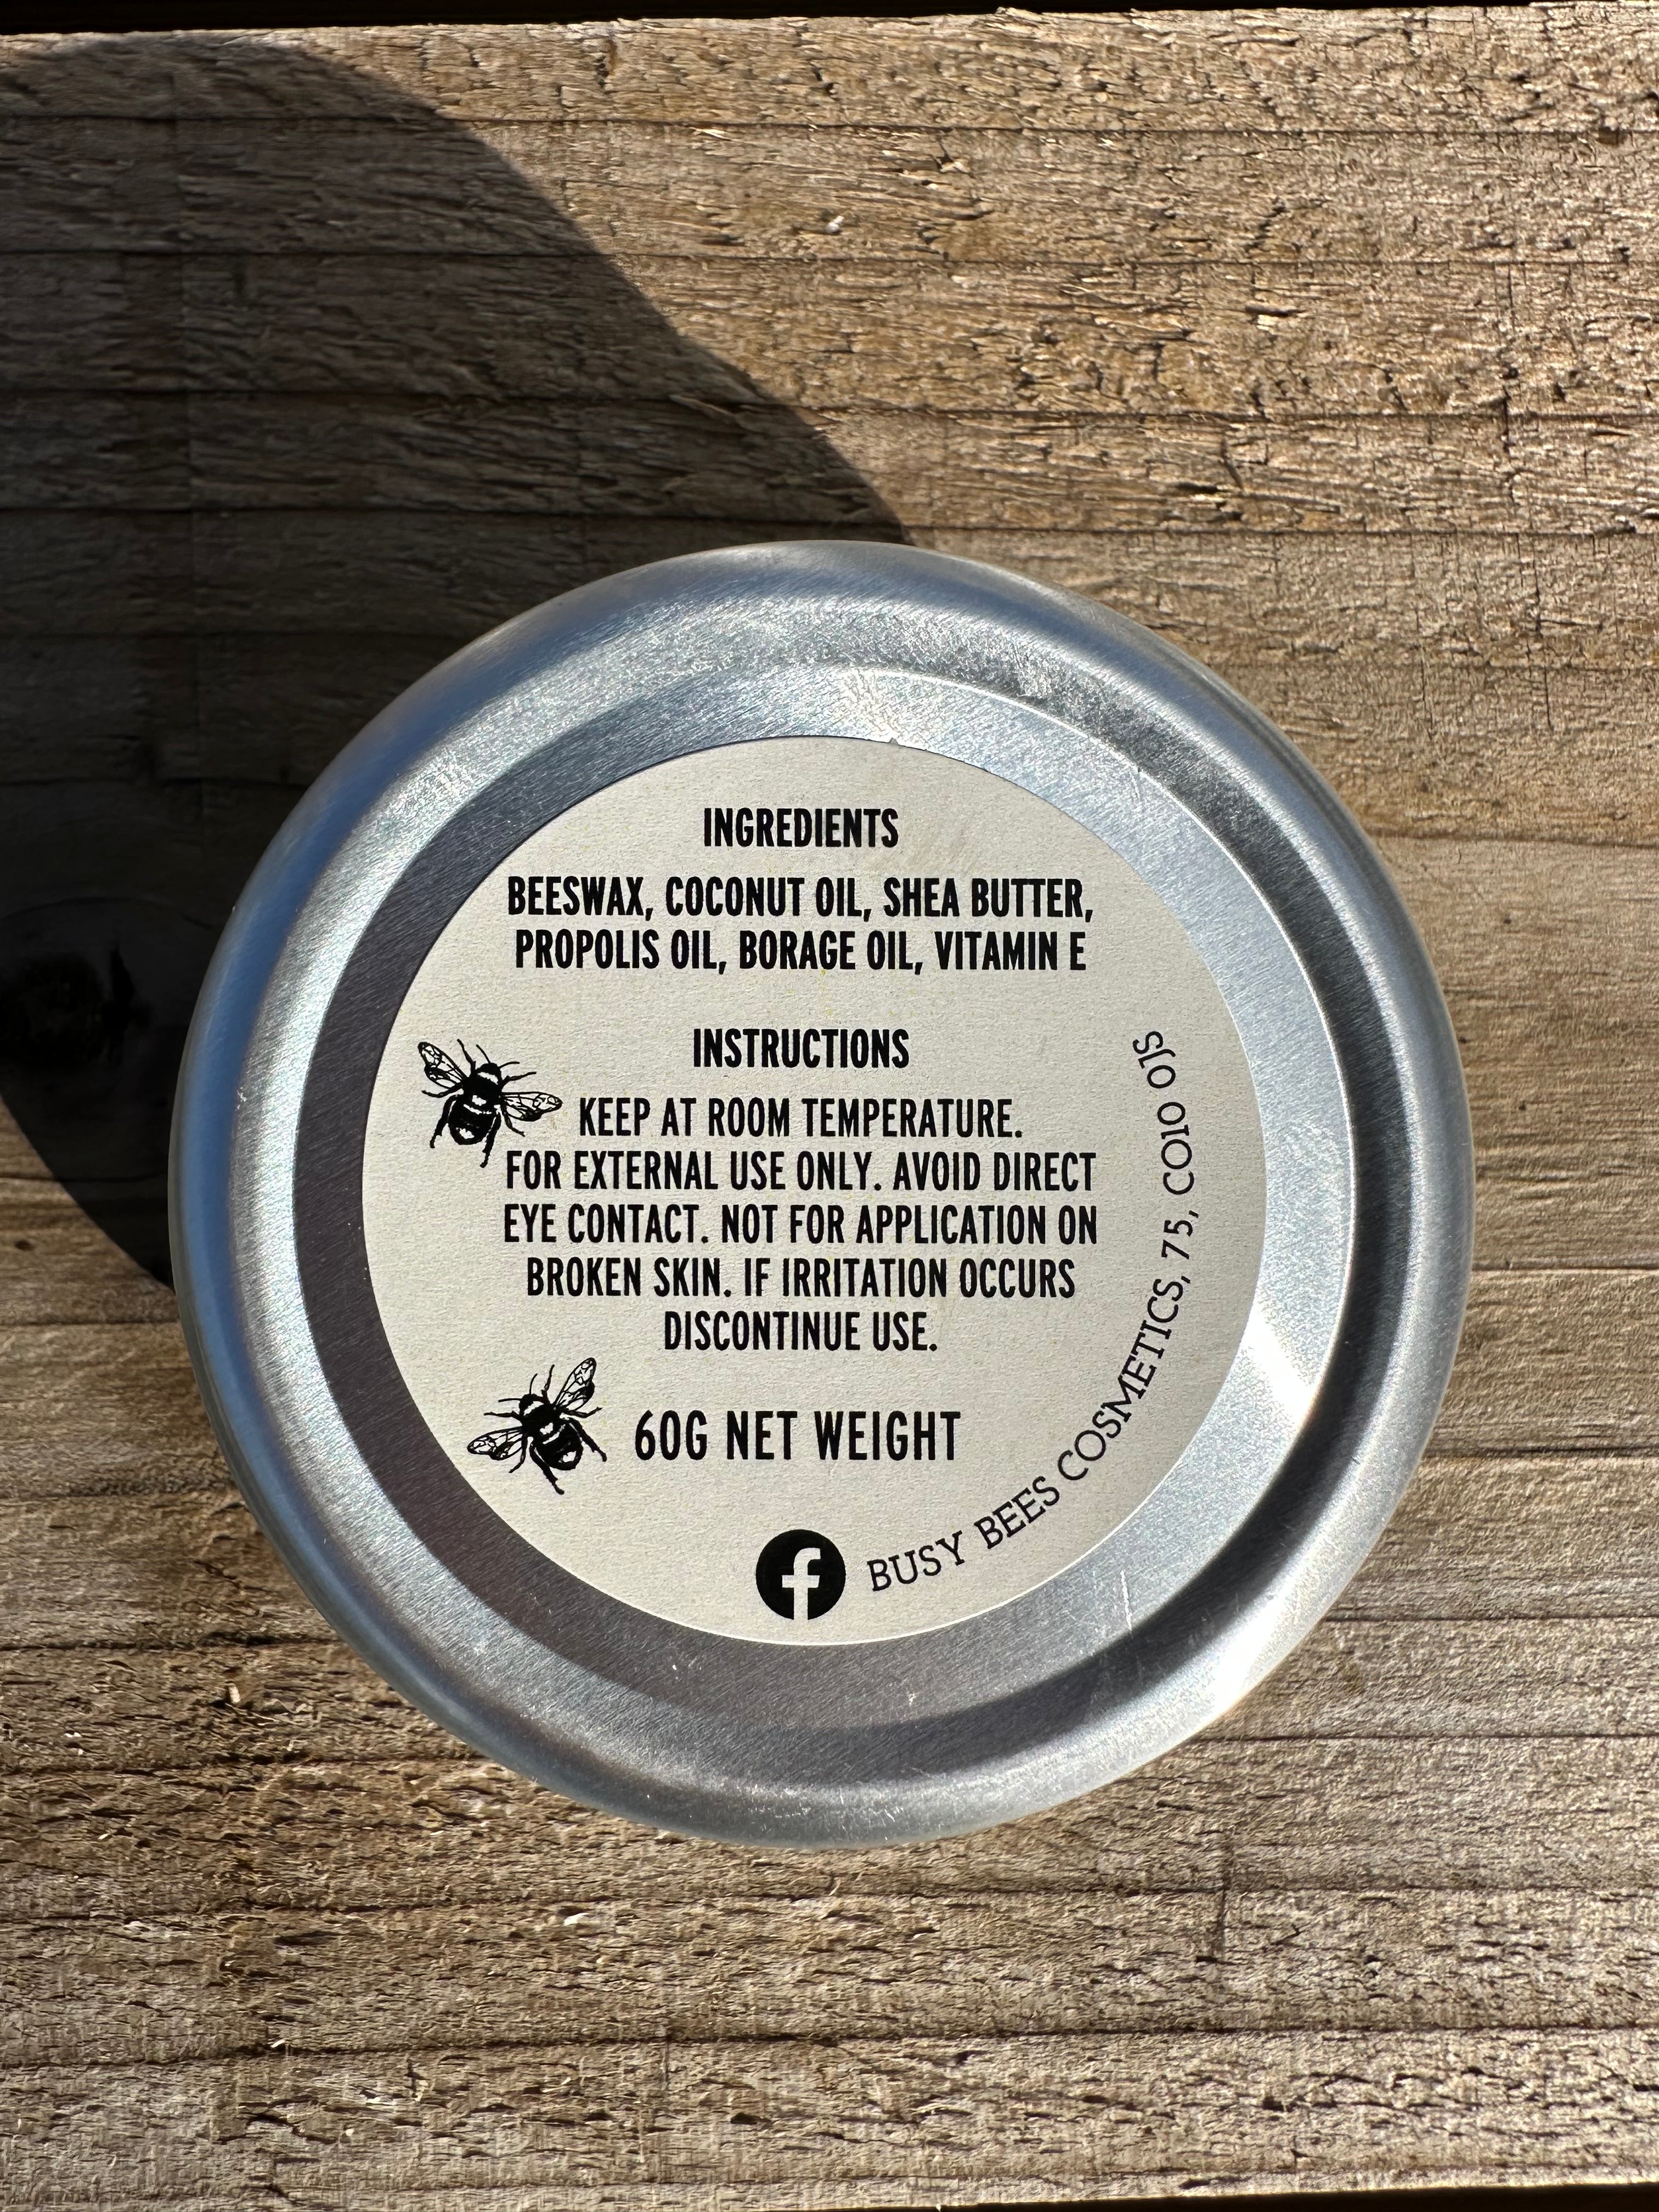 INGREDIENTS
BEESWAX, COCONUT OIL, SHEA BUTTER,
PROPOLIS OIL, BORAGE OIL, VITAMIN E
INSTRUCTIONS
KEEP AT ROOM TEMPERATURE.
FOR EXTERNAL USE ONLY. AVOID DIRECT
EYE CONTACT. NOT FOR APPLICATION ON
BROKEN SKIN. IF IRRITATION OCCURS
DISCONTINUE USE.
60G NET WEIGHT
f BUSY BEES COSMETICS, 75, CO10 0JS